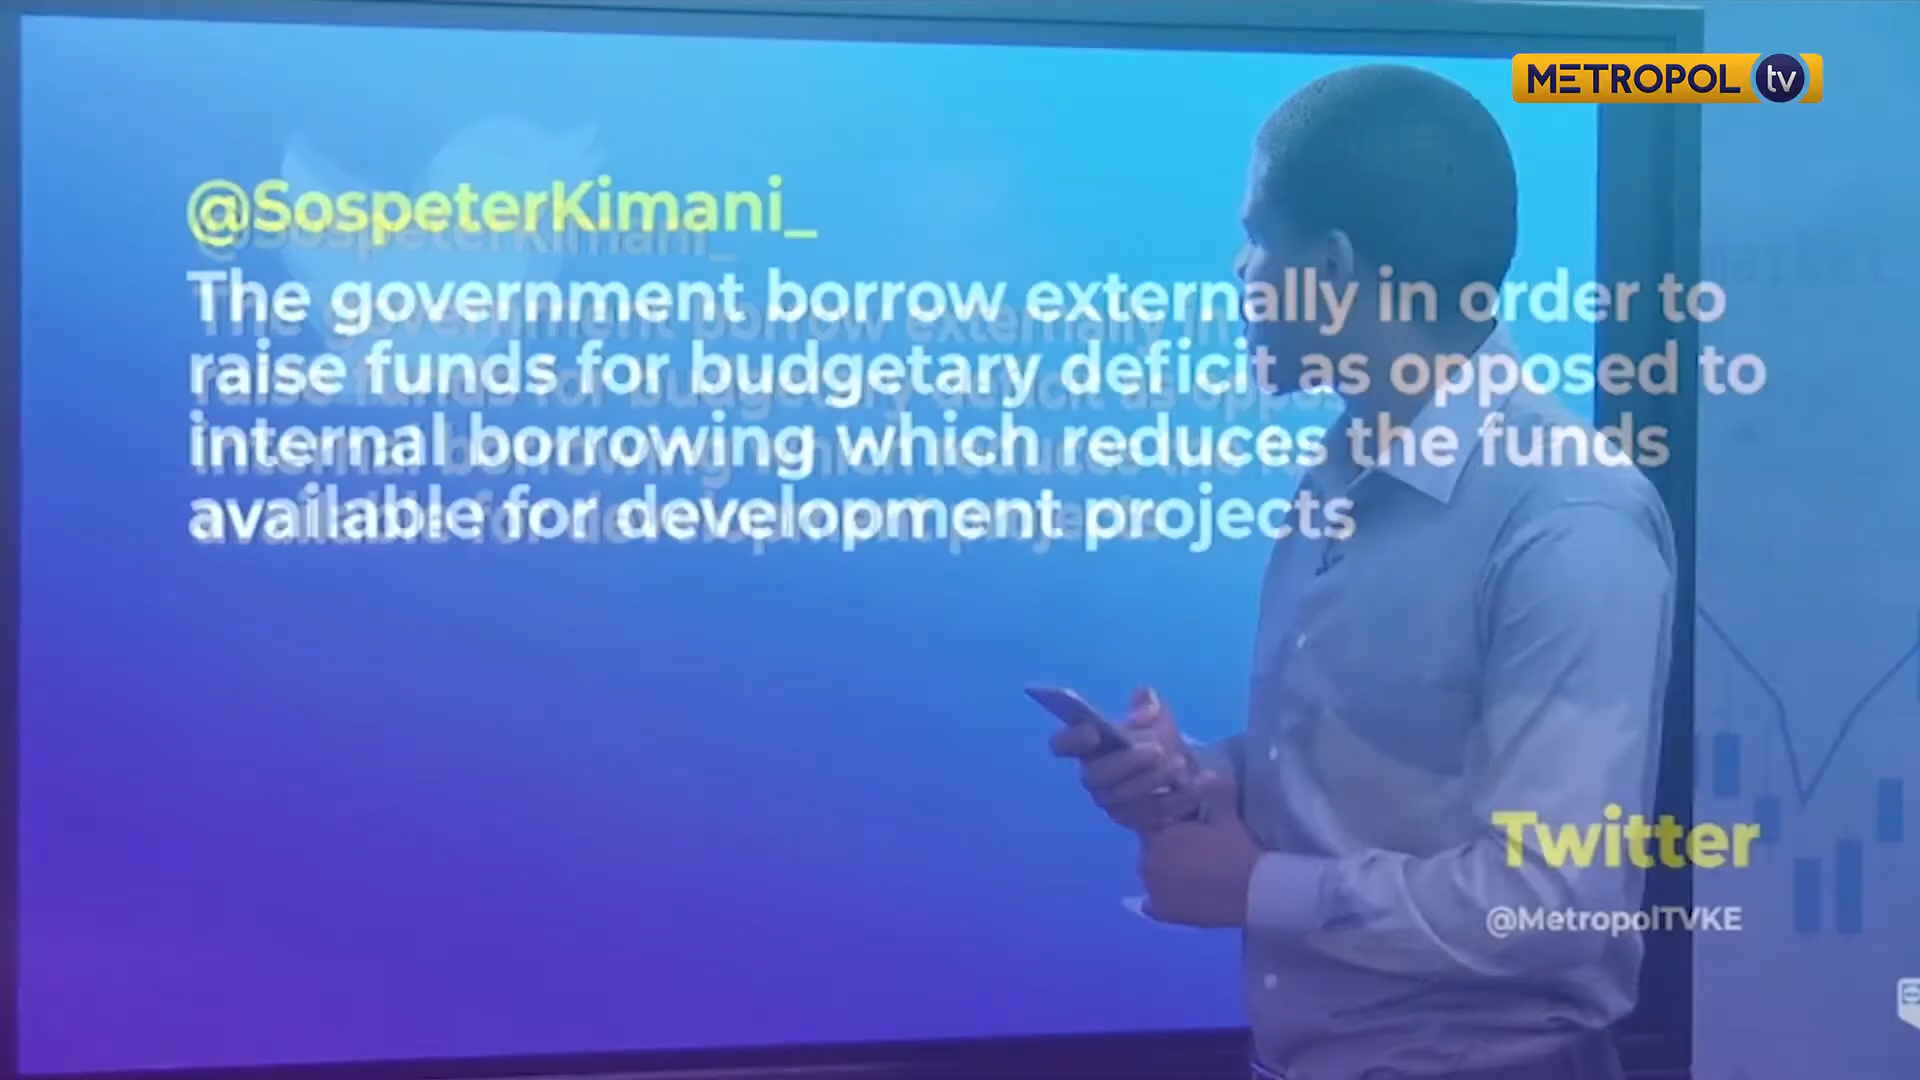 METROPOL tv
@SospeterKimani_
The government borrow externally in order to
raise funds for budgetary deficit as opposed to
internal borrowing which reduces the funds
available for development projects
market
Twitter
@MetropolTVKE